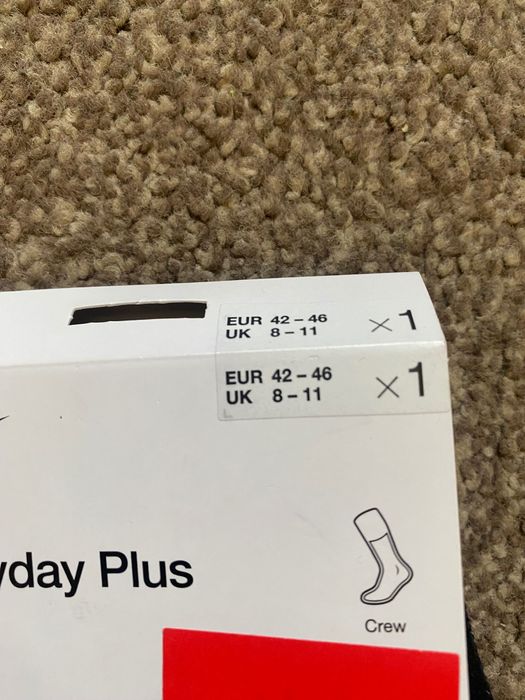 EUR 42 – 46 × 1
UK 8 – 11
EUR 42 – 46 × 1
UK 8 – 11
yday Plus
Crew